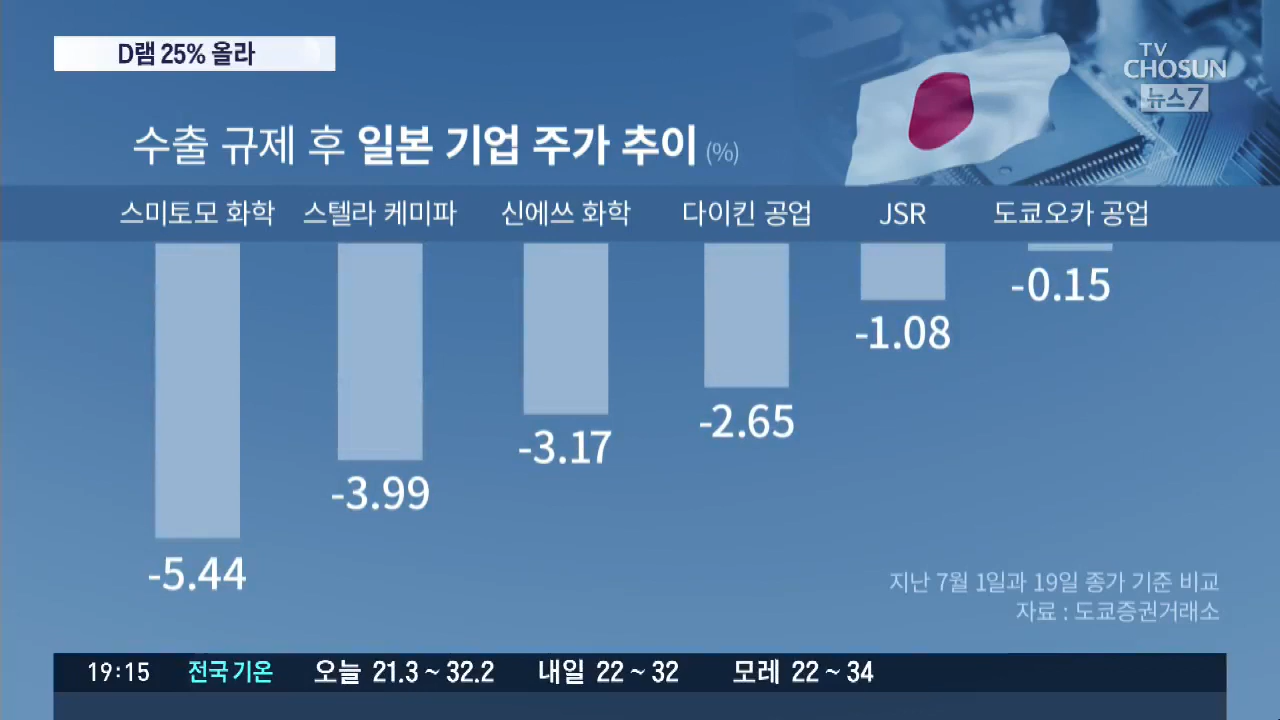 D램 25% 올라
TV
CHOSUN
뉴스7
수출 규제 후 일본 기업 주가 추이 (%)
스미토모 화학 스텔라 케미파 신에쓰 화학 다이킨 공업 JSR 도쿄오카 공업
-5.44 -3.99 -3.17 -2.65 -1.08 -0.15
지난 7월 1일과 19일 종가 기준 비교
자료 : 도쿄증권거래소
19:15 전국 기온 오늘 21.3 ~ 32.2 내일 22 ~ 32 모레 22 ~ 34